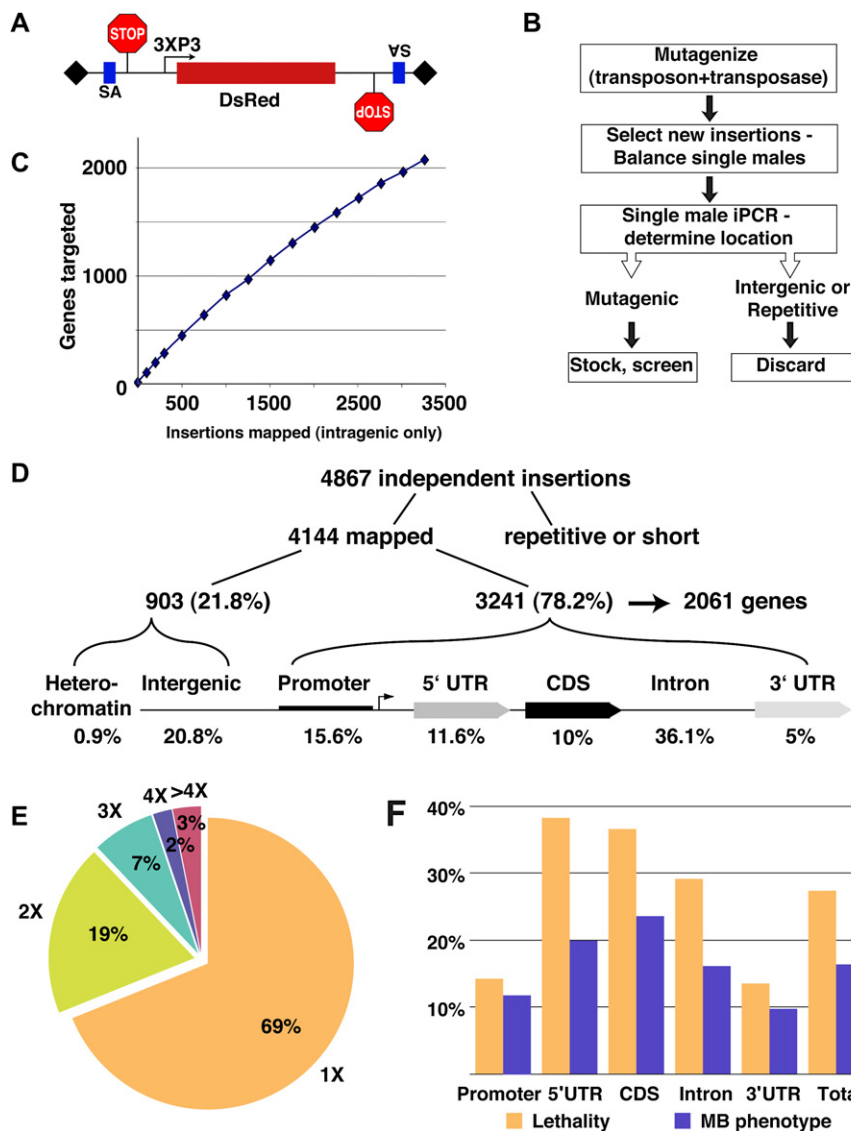 A
STOP
3XP3
SA
SA
DsRed
STOP
B
Mutagenize
(transposon+transposase)
Select new insertions -
Balance single males
Single male iPCR -
determine location
Mutagenic
Intergenic or
Repetitive
Stock, screen
Discard
C
Genes targeted
2000
1000
0
500
1500
2500
3500
Insertions mapped (intragenic only)
D
4867 independent insertions
4144 mapped
repetitive or short
903 (21.8%)
3241 (78.2%)
2061 genes
Hetero-
chromatin
Intergenic
Promoter
5‘ UTR
CDS
Intron
3‘ UTR
0.9%
20.8%
15.6%
11.6%
10%
36.1%
5%
E
1X
69%
2X
19%
3X
7%
4X
2%
>4X
3%
F
40%
30%
20%
10%
Promoter
5'UTR
CDS
Intron
3'UTR
Tota
Lethality
MB phenotype